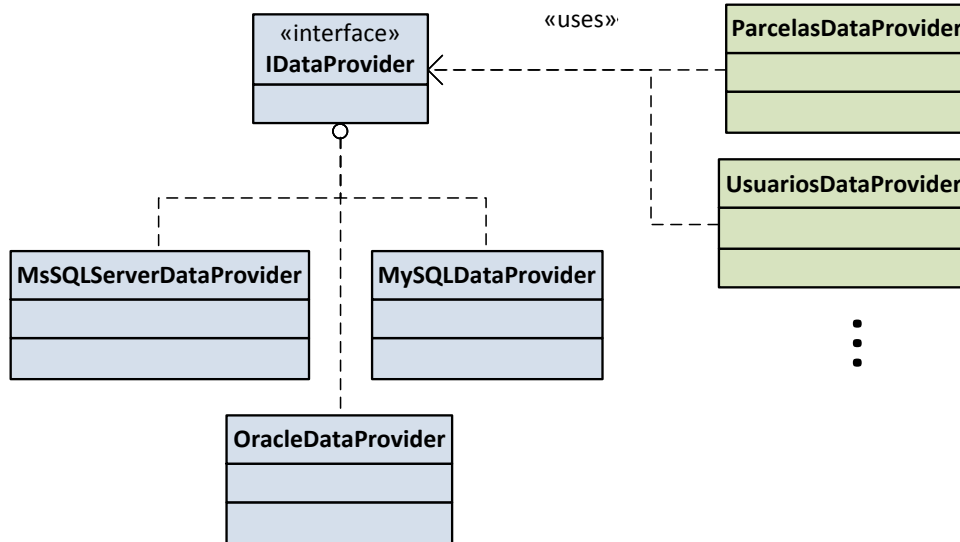 «interface»
IDataProvider
«uses»
ParcelasDataProvider
UsuariosDataProvider
MsSQLServerDataProvider
MySQLDataProvider
OracleDataProvider